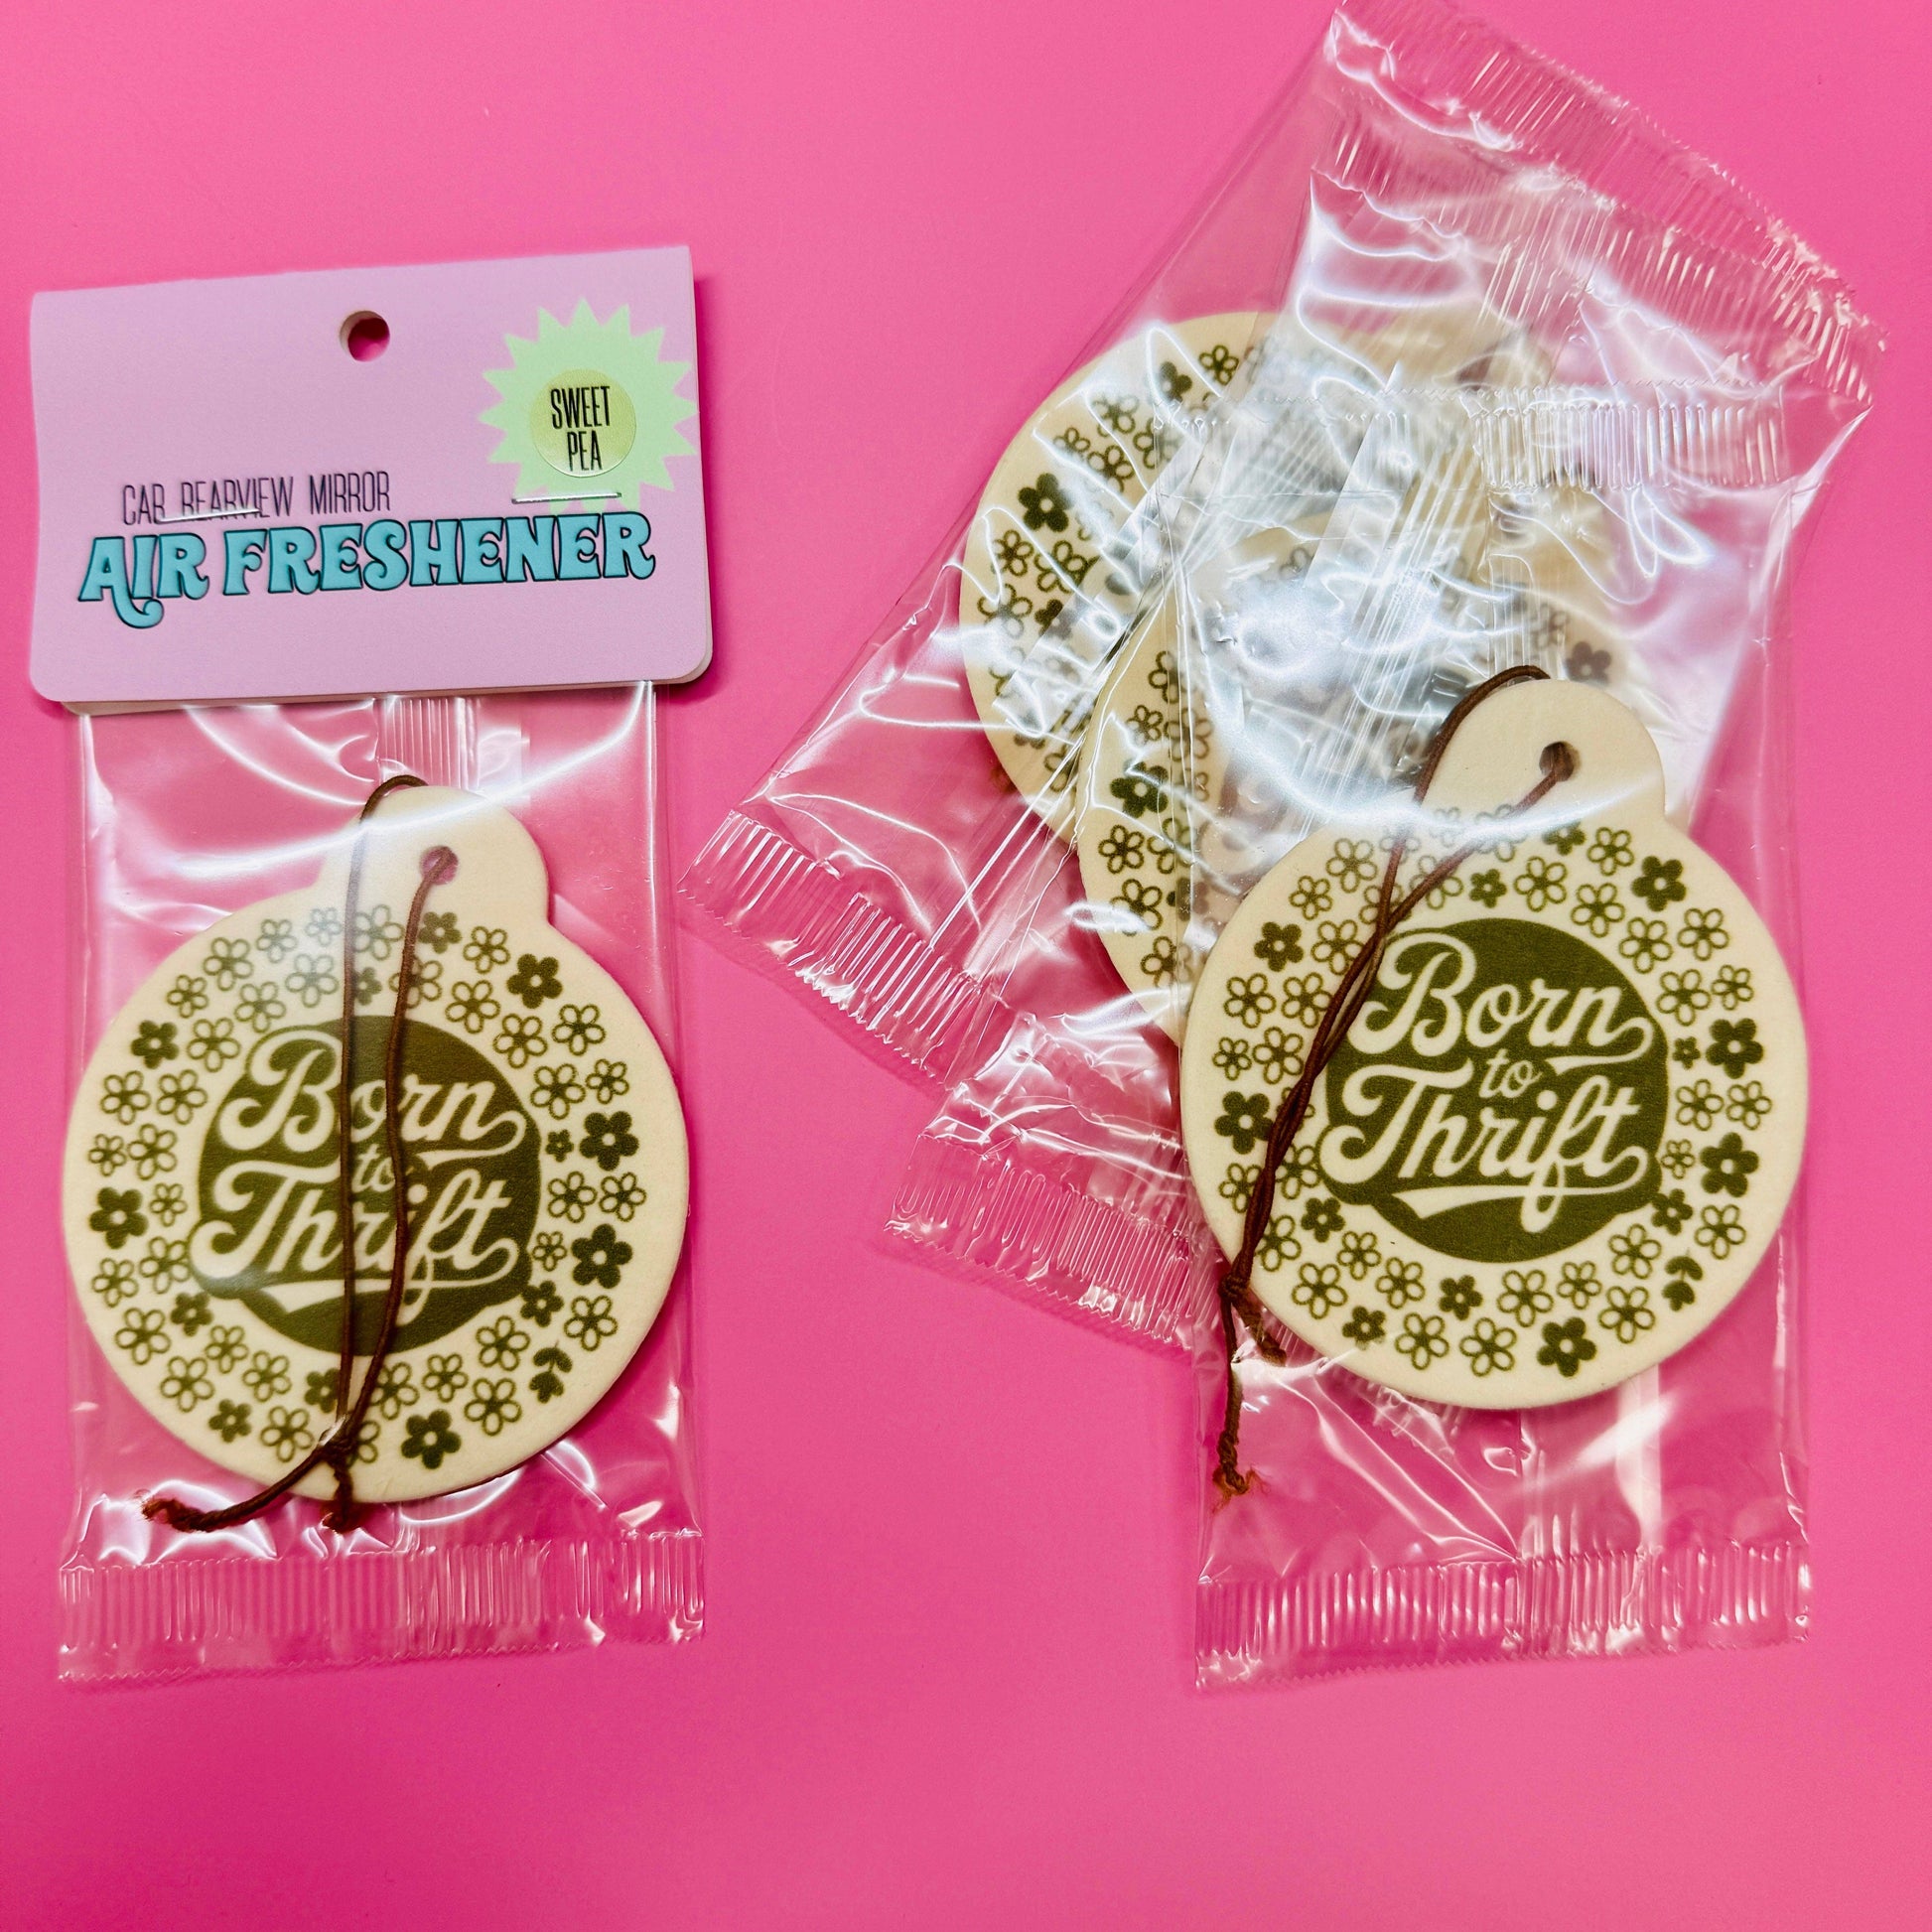 SWEET
PEA
CAR REARVIEW MIRROR
AIR FRESHENER
Born
to
Thrift
Born
to
Thrift